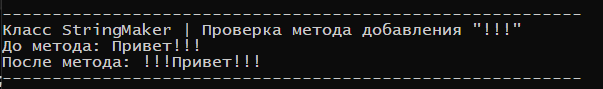 ----------------------------------------------------------
Класс StringMaker | Проверка метода добавления "!!!"
До метода: Привет!!!
После метода: !!!Привет!!!
----------------------------------------------------------